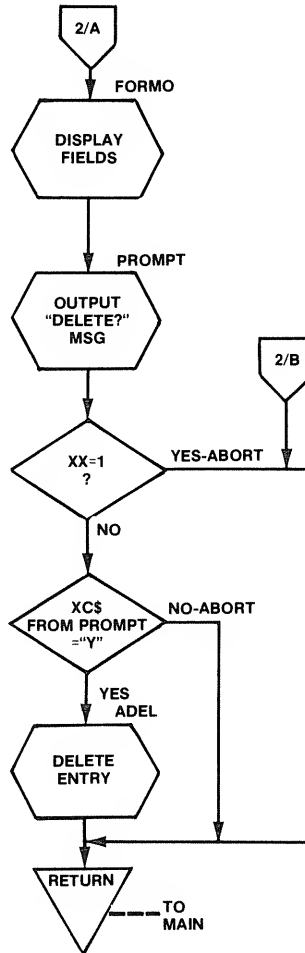 2/A
FORMO
DISPLAY
FIELDS
PROMPT
OUTPUT
"DELETE?"
MSG
2/B
XX=1
?
YES-ABORT
NO
XC$
FROM PROMPT
="Y"
NO-ABORT
YES
ADEL
DELETE
ENTRY
RETURN
TO
MAIN